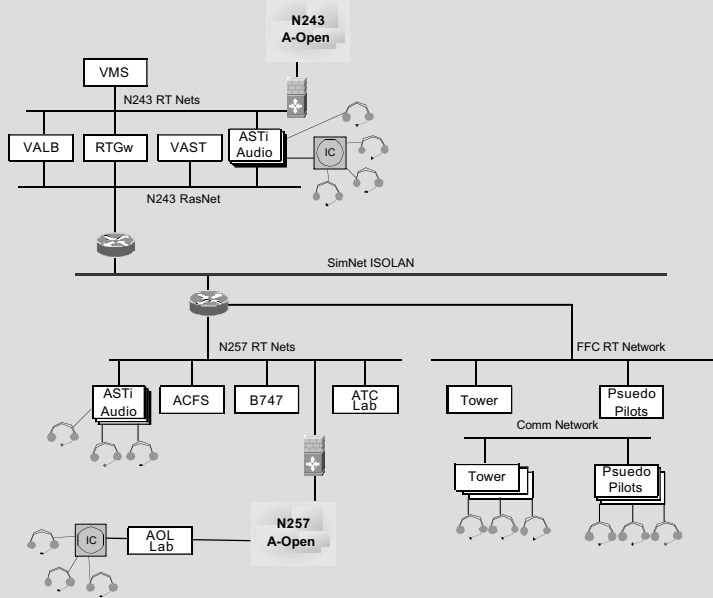 N243
A-Open
VMS
N243 RT Nets
VALB
RTGw
VAST
ASTi
Audio
IC
N243 RasNet
SimNet ISOLAN
N257 RT Nets
FFC RT Network
ASTi
Audio
ACFS
B747
ATC
Lab
Tower
Psuedo
Pilots
Comm Network
Tower
Psuedo
Pilots
N257
A-Open
IC
AOL
Lab